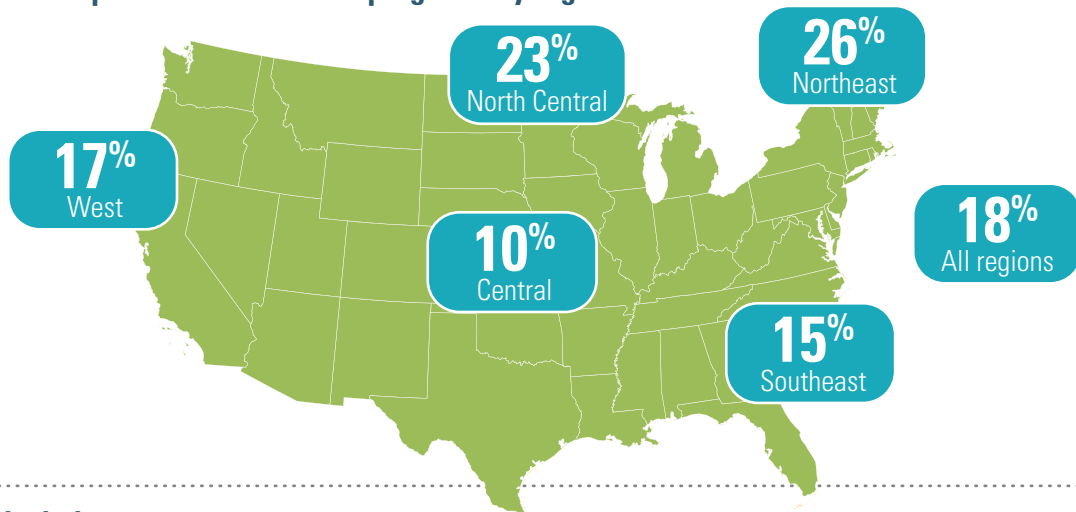 23%
North Central
26%
Northeast
17%
West
18%
All regions
10%
Central
15%
Southeast